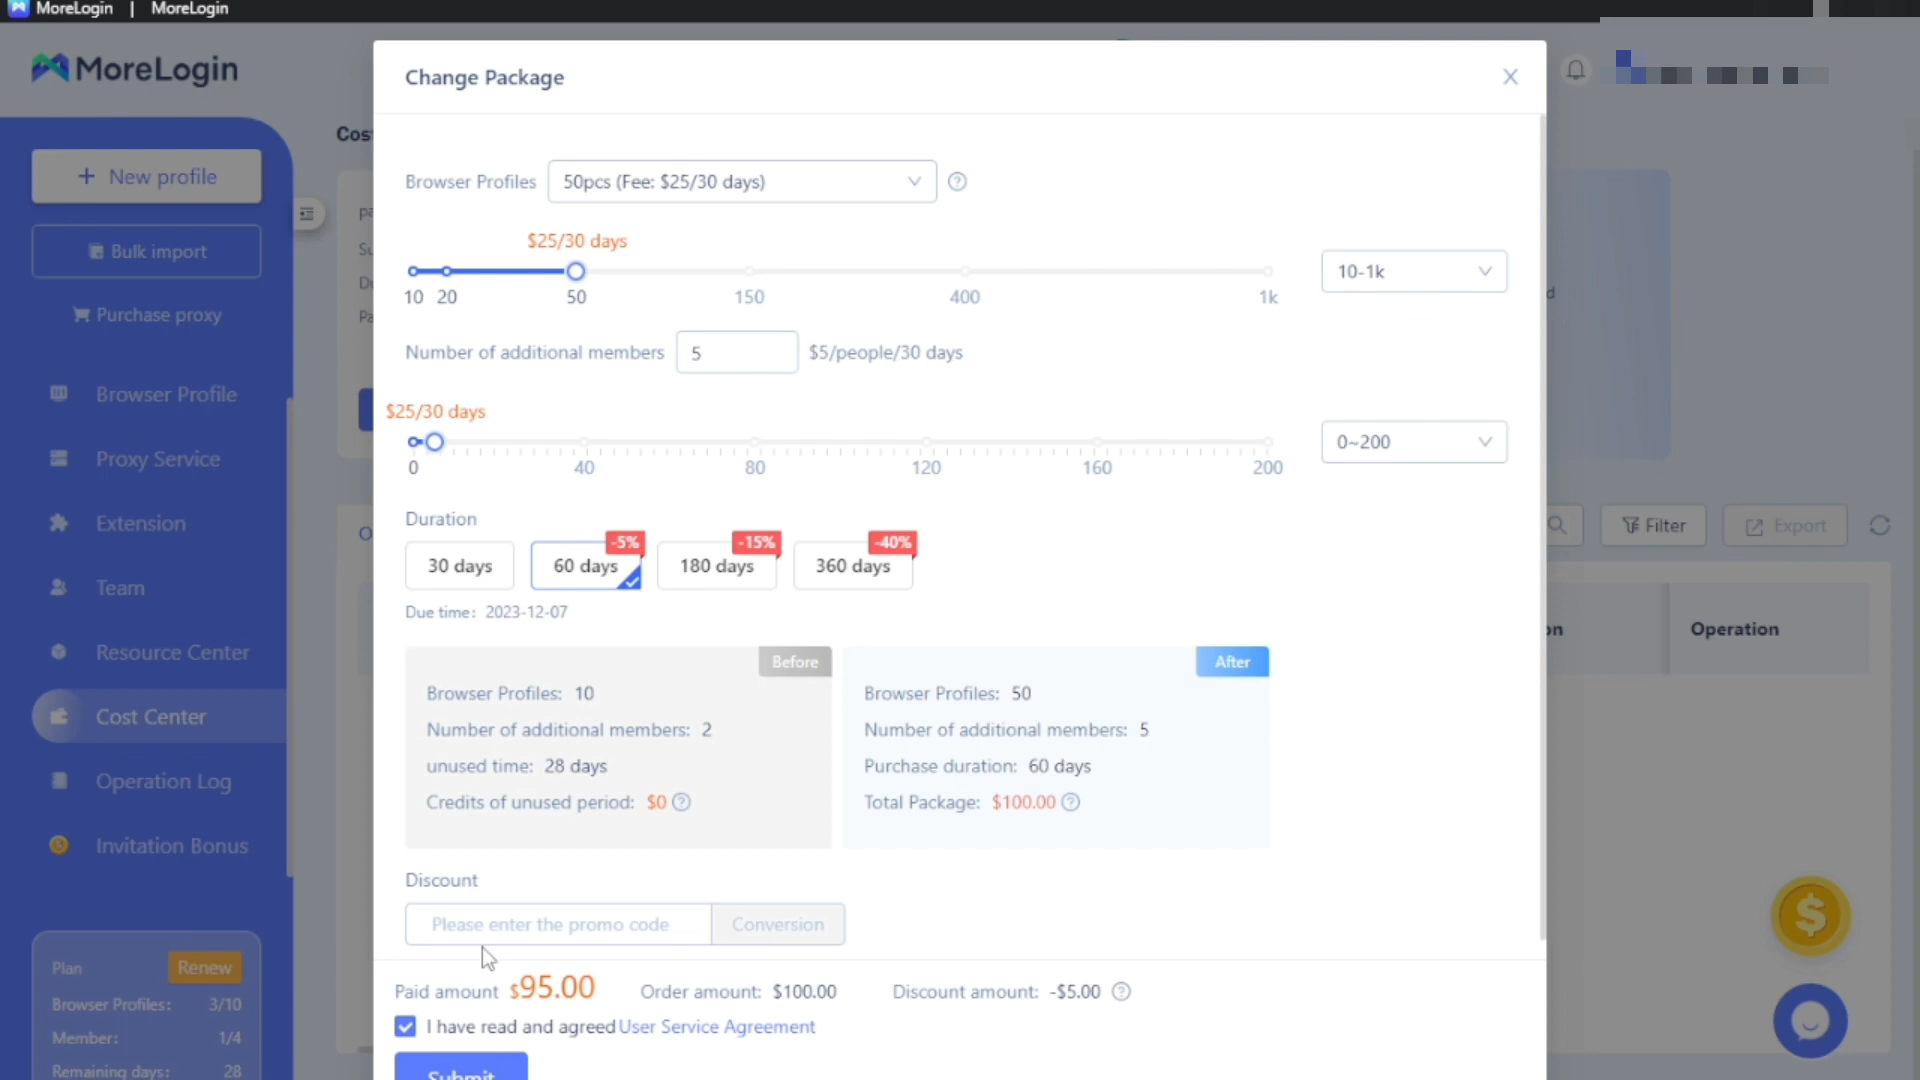 MoreLogin | MoreLogin
MoreLogin
New profile
Bulk import
Purchase proxy
Browser Profile
Proxy Service
Extension
Team
Resource Center
Cost Center
Operation Log
Invitation Bonus
Plan
Renew
Browser Profiles: 3/10
Member: 1/4
Remaining days: 28
Cos
Change Package
Browser Profiles 50pcs (Fee: $25/30 days)
$25/30 days
10 20 50 150 400 1k
10-1k
Number of additional members 5 $5/people/30 days
$25/30 days
0 40 80 120 160 200
0~200
Duration
-5% -15% -40%
30 days 60 days 180 days 360 days
Due time: 2023-12-07
Before
Browser Profiles: 10
Number of additional members: 2
unused time: 28 days
Credits of unused period: $0
After
Browser Profiles: 50
Number of additional members: 5
Purchase duration: 60 days
Total Package: $100.00
Discount
Please enter the promo code Conversion
Paid amount $95.00 Order amount: $100.00 Discount amount: -$5.00
I have read and agreed User Service Agreement
Submit
Filter Export
Operation